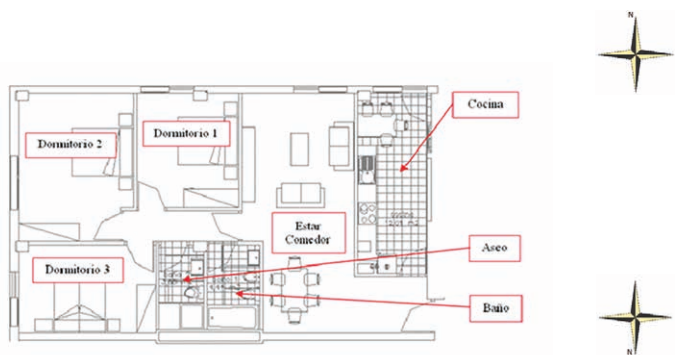 N
Cocina
Dormitorio 1
Dormitorio 2
Estar
Comedor
Aseo
Dormitorio 3
Baño
N